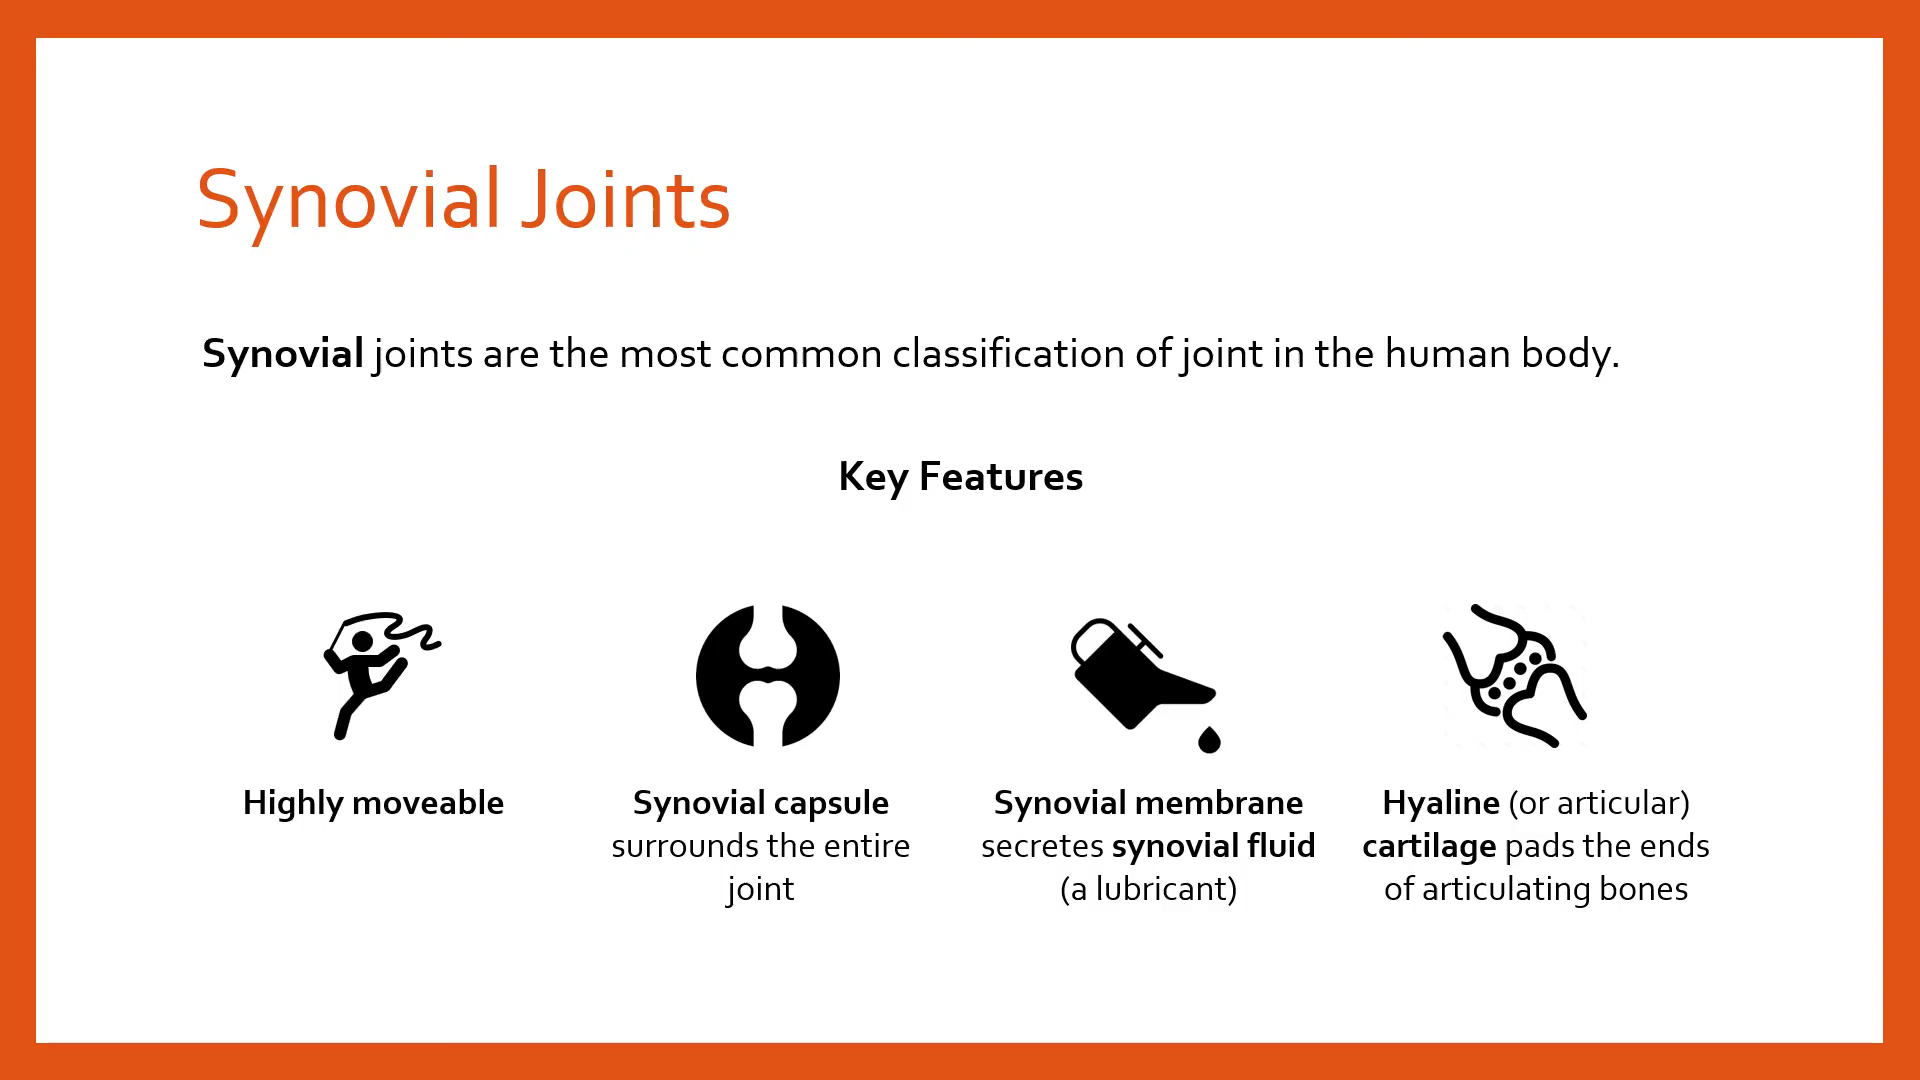 Synovial Joints
Synovial joints are the most common classification of joint in the human body.
Key Features
Highly moveable
Synovial capsule
surrounds the entire
joint
Synovial membrane
secretes synovial fluid
(a lubricant)
Hyaline (or articular)
cartilage pads the ends
of articulating bones